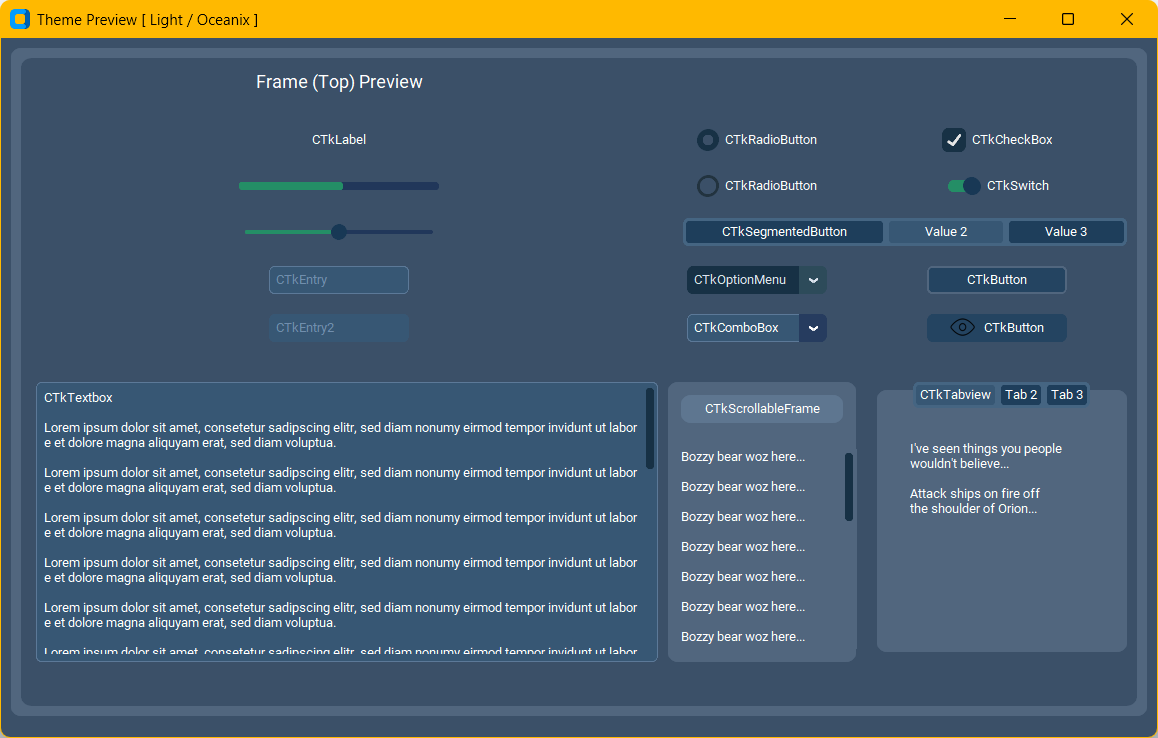 Theme Preview [ Light / Oceanix ]
Frame (Top) Preview
CTkLabel
CTkRadioButton
CTkCheckBox
CTkRadioButton
CTkSwitch
CTkSegmentedButton
Value 2
Value 3
CTkEntry
CTkOptionMenu
CTkButton
CTkEntry2
CTkComboBox
CTkButton
CTkTextbox
Lorem ipsum dolor sit amet, consetetur sadipscing elitr, sed diam nonumy eirmod tempor invidunt ut labor
e et dolore magna aliquyam erat, sed diam voluptua.
Lorem ipsum dolor sit amet, consetetur sadipscing elitr, sed diam nonumy eirmod tempor invidunt ut labor
e et dolore magna aliquyam erat, sed diam voluptua.
Lorem ipsum dolor sit amet, consetetur sadipscing elitr, sed diam nonumy eirmod tempor invidunt ut labor
e et dolore magna aliquyam erat, sed diam voluptua.
Lorem ipsum dolor sit amet, consetetur sadipscing elitr, sed diam nonumy eirmod tempor invidunt ut labor
e et dolore magna aliquyam erat, sed diam voluptua.
Lorem ipsum dolor sit amet, consetetur sadipscing elitr, sed diam nonumy eirmod tempor invidunt ut labor
e et dolore magna aliquyam erat, sed diam voluptua.
Lorem ipsum dolor sit amet, consetetur sadipscing elitr, sed diam nonumy eirmod tempor invidunt ut labor
CTkScrollableFrame
Bozzy bear woz here...
Bozzy bear woz here...
Bozzy bear woz here...
Bozzy bear woz here...
Bozzy bear woz here...
Bozzy bear woz here...
Bozzy bear woz here...
CTkTabview
Tab 2
Tab 3
I've seen things you people
wouldn't believe...
Attack ships on fire off
the shoulder of Orion...